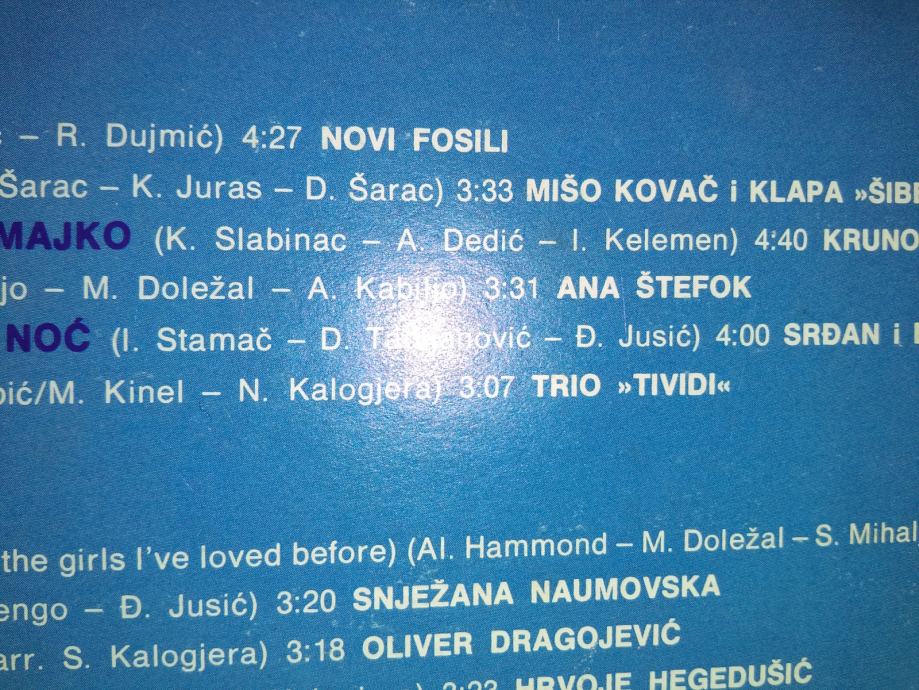 – R. Dujmić) 4:27 NOVI FOSILI
Šarac – K. Juras – D. Šarac) 3:33 MIŠO KOVAČ i KLAPA »ŠIBE
MAJKO (K. Slabinac – A. Dedić – I. Kelemen) 4:40 KRUNO
jo – M. Doležal – A. Kabiljo) 3:31 ANA ŠTEFOK
NOĆ (I. Stamač – D. – Đ. Jusić) 4:00 SRĐAN i
bić/M. Kinel – N. Kalogjera) 3:07 TRIO »TIVIDI«
the girls I've loved before) (Al. Hammond – M. Doležal – S. Mihal
engo – Đ. Jusić) 3:20 SNJEŽANA NAUMOVSKA
arr. S. Kalogjera) 3:18 OLIVER DRAGOJEVIĆ
HRVOJE HEGEDUŠIĆ